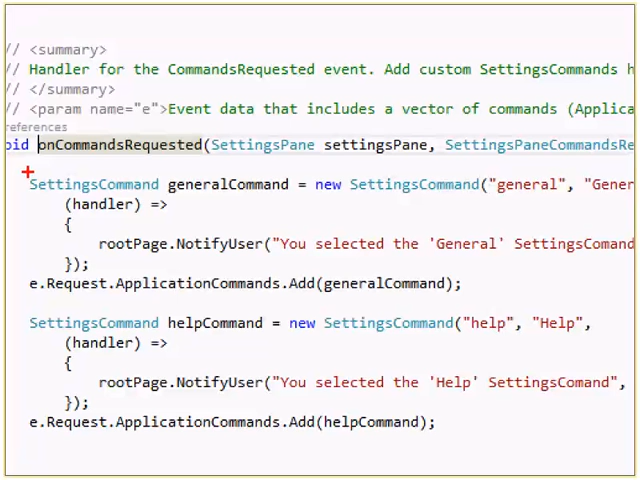 // <summary>
// Handler for the CommandsRequested event. Add custom SettingsCommands h
// </summary>
// <param name="e">Event data that includes a vector of commands (Applica
references
oid onCommandsRequested(SettingsPane settingsPane, SettingsPaneCommandsRe
SettingsCommand generalCommand = new SettingsCommand("general", "Gener
(handler) =>
{
rootPage.NotifyUser("You selected the 'General' SettingsComand
});
e.Request.ApplicationCommands.Add(generalCommand);
SettingsCommand helpCommand = new SettingsCommand("help", "Help",
(handler) =>
{
rootPage.NotifyUser("You selected the 'Help' SettingsComand",
});
e.Request.ApplicationCommands.Add(helpCommand);